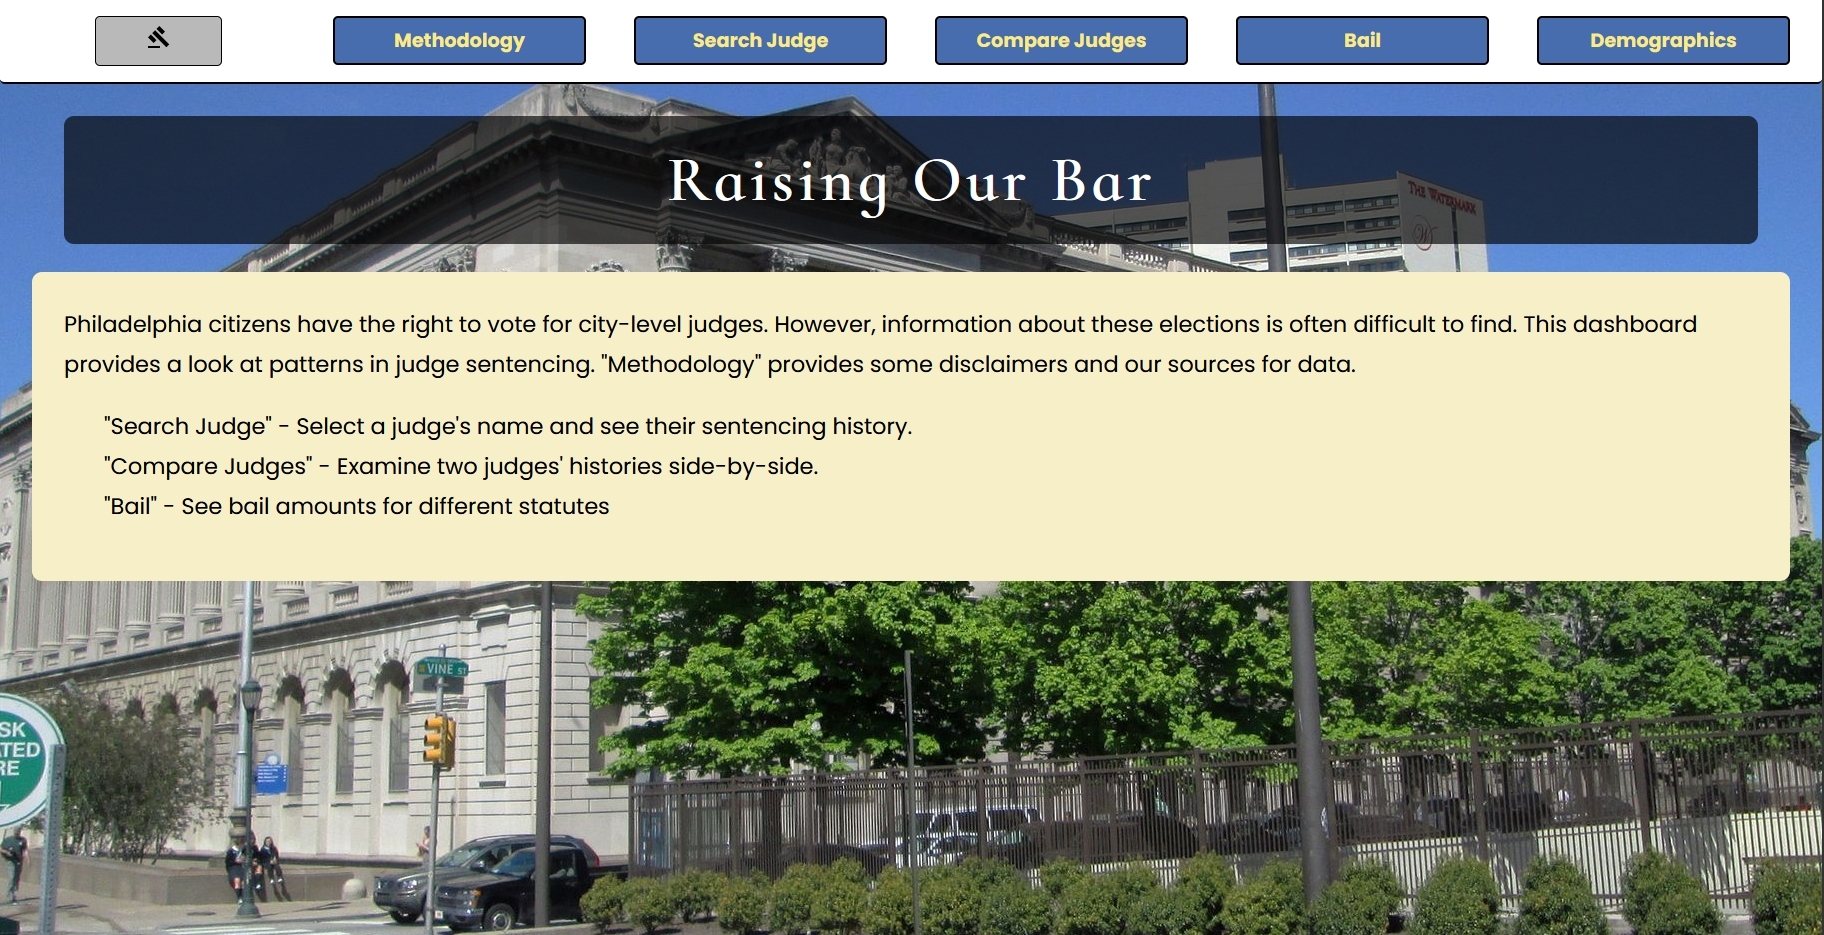 Methodology
Search Judge
Compare Judges
Bail
Demographics
Raising Our Bar
THE WATERMARK
W
Philadelphia citizens have the right to vote for city-level judges. However, information about these elections is often difficult to find. This dashboard
provides a look at patterns in judge sentencing. "Methodology" provides some disclaimers and our sources for data.
"Search Judge" - Select a judge's name and see their sentencing history.
"Compare Judges" - Examine two judges' histories side-by-side.
"Bail" - See bail amounts for different statutes
VINE ST
SK
ATED
RE